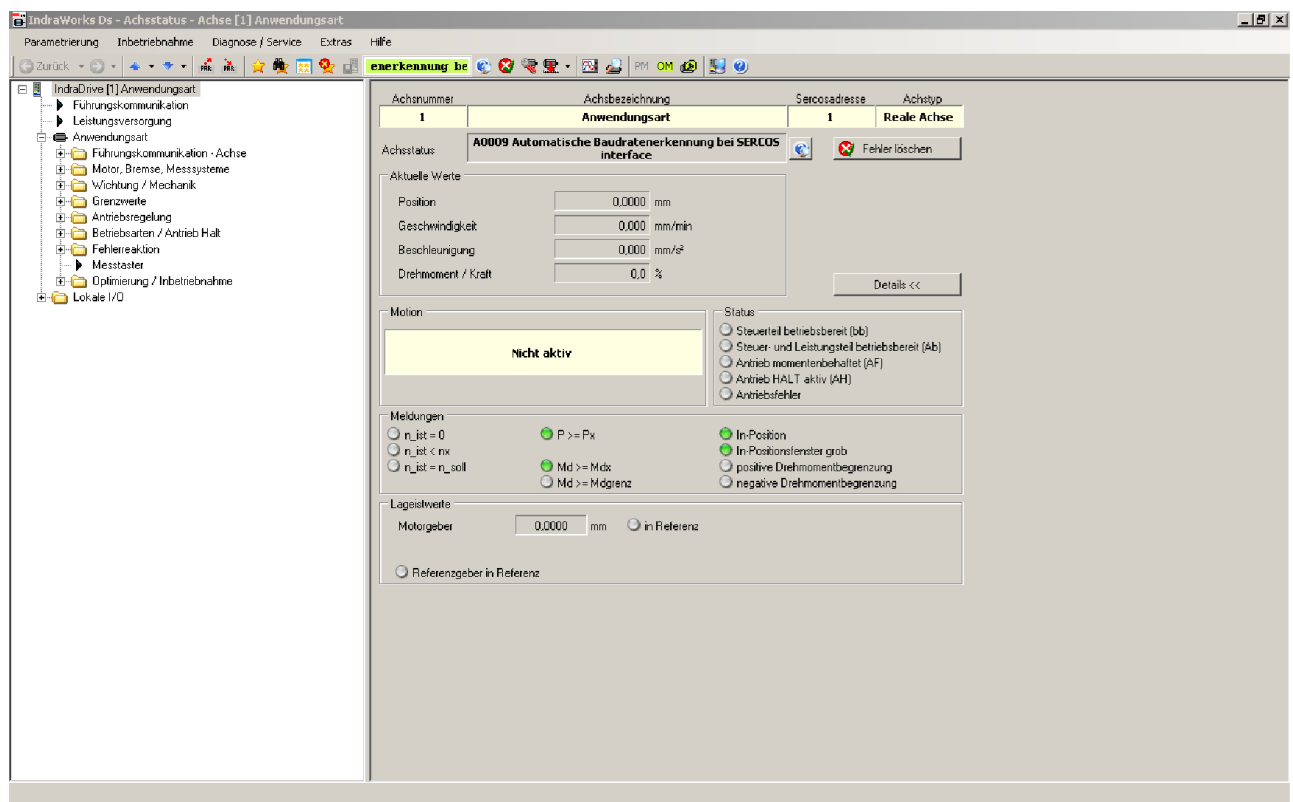 IndraWorks Ds - Achsstatus - Achse [1] Anwendungsart
Parametrierung Inbetriebnahme Diagnose / Service Extras Hilfe
Zurück enerkennung be PM OM
IndraDrive [1] Anwendungsart
Führungskommunikation
Leistungsversorgung
Anwendungsart
Führungskommunikation - Achse
Motor, Bremse, Messsysteme
Wichtung / Mechanik
Grenzwerte
Antriebsregelung
Betriebsarten / Antrieb Halt
Fehlerreaktion
Messtaster
Optimierung / Inbetriebnahme
Lokale I/O
Achsnummer Achsbezeichnung Sercosadresse Achstyp
1 Anwendungsart 1 Reale Achse
Achsstatus
A0009 Automatische Baudratenerkennung bei SERCOS
interface
Fehler löschen
Aktuelle Werte
Position 0,0000 mm
Geschwindigkeit 0,000 mm/min
Beschleunigung 0,000 mm/s²
Drehmoment / Kraft 0,0 %
Details <<
Motion
Nicht aktiv
Status
Steuerteil betriebsbereit (bb)
Steuer- und Leistungsteil betriebsbereit (Ab)
Antrieb momentenbehaftet (AF)
Antrieb HALT aktiv (AH)
Antriebsfehler
Meldungen
n_ist = 0 P >= Px In-Position
n_ist < nx In-Positionsfenster grob
n_ist = n_soll Md >= Mdx positive Drehmomentbegrenzung
Md >= Mdgrenz negative Drehmomentbegrenzung
Lageistwerte
Motorgeber 0,0000 mm in Referenz
Referenzgeber in Referenz